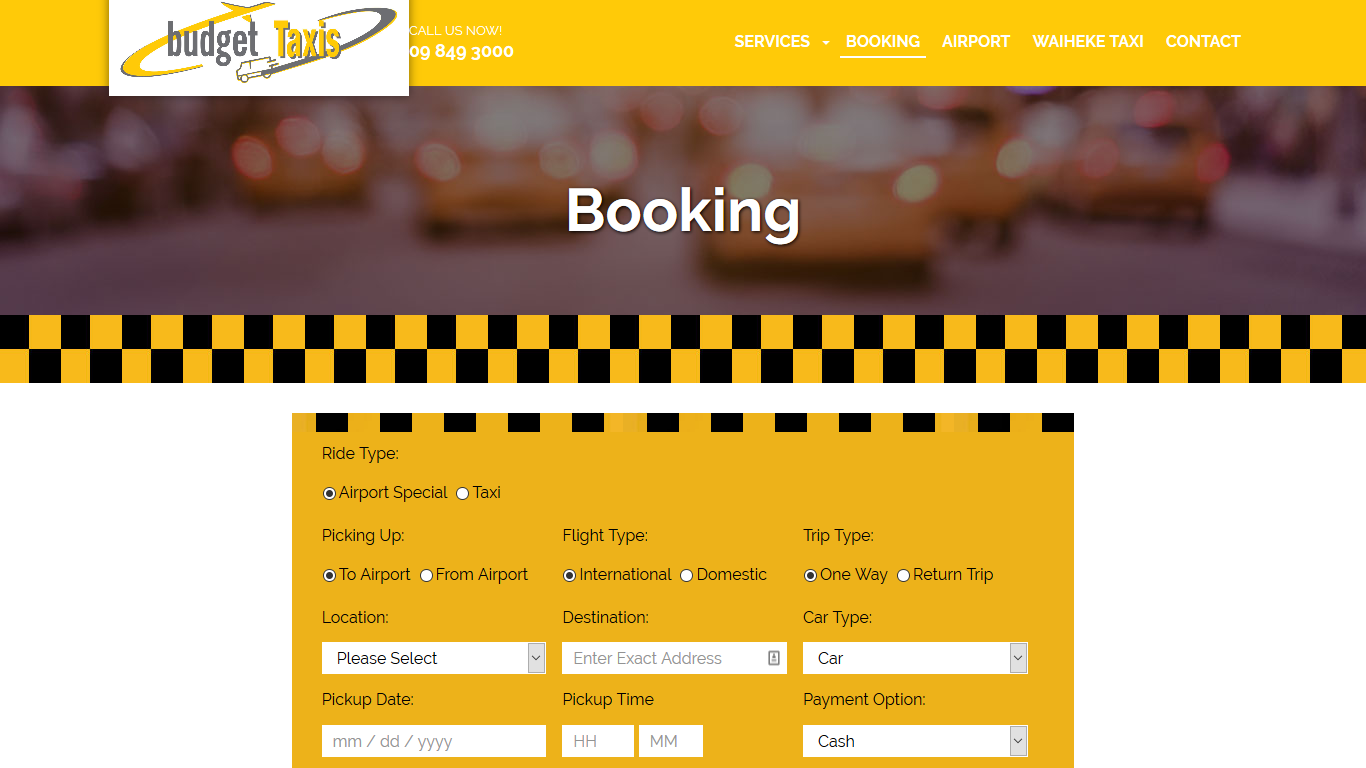 budget Taxis
CALL US NOW!
09 849 3000
SERVICES BOOKING AIRPORT WAIHEKE TAXI CONTACT
Booking
Ride Type:
Airport Special Taxi
Picking Up: Flight Type: Trip Type:
To Airport From Airport International Domestic One Way Return Trip
Location: Destination: Car Type:
Please Select Enter Exact Address Car
Pickup Date: Pickup Time Payment Option:
mm / dd / yyyy HH MM Cash